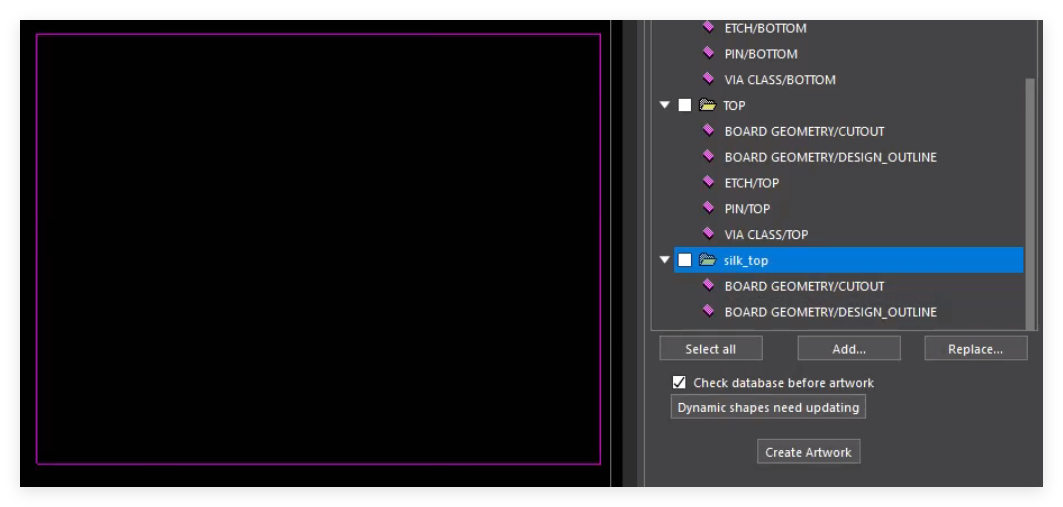 ETCH/BOTTOM
PIN/BOTTOM
VIA CLASS/BOTTOM
TOP
BOARD GEOMETRY/CUTOUT
BOARD GEOMETRY/DESIGN_OUTLINE
ETCH/TOP
PIN/TOP
VIA CLASS/TOP
silk_top
BOARD GEOMETRY/CUTOUT
BOARD GEOMETRY/DESIGN_OUTLINE
Select all Add... Replace...
Check database before artwork
Dynamic shapes need updating
Create Artwork